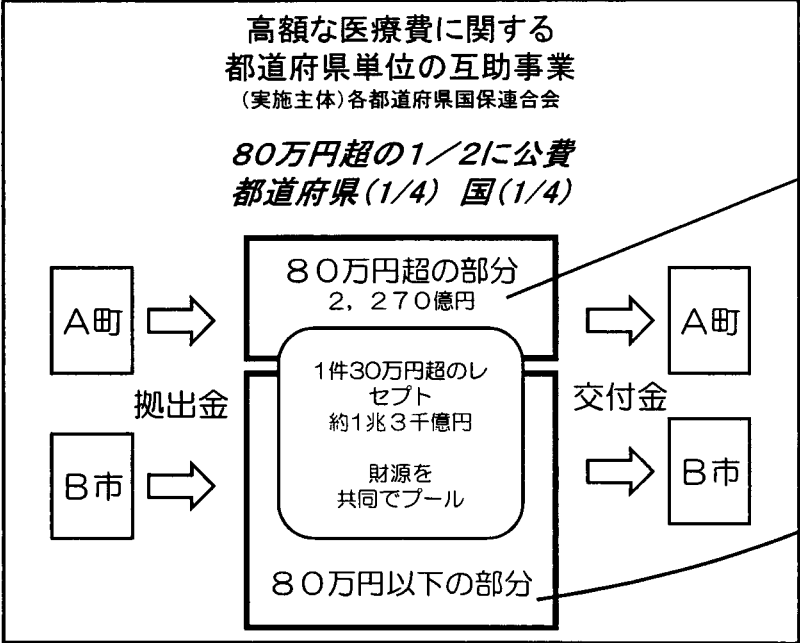 高額な医療費に関する
都道府県単位の互助事業
(実施主体)各都道府県国保連合会
80万円超の1/2に公費
都道府県(1/4) 国(1/4)
80万円超の部分
2,270億円
A町
A町
1件30万円超のレ
セプト
約1兆3千億円
拠出金
交付金
財源を
共同でプール
B市
B市
80万円以下の部分